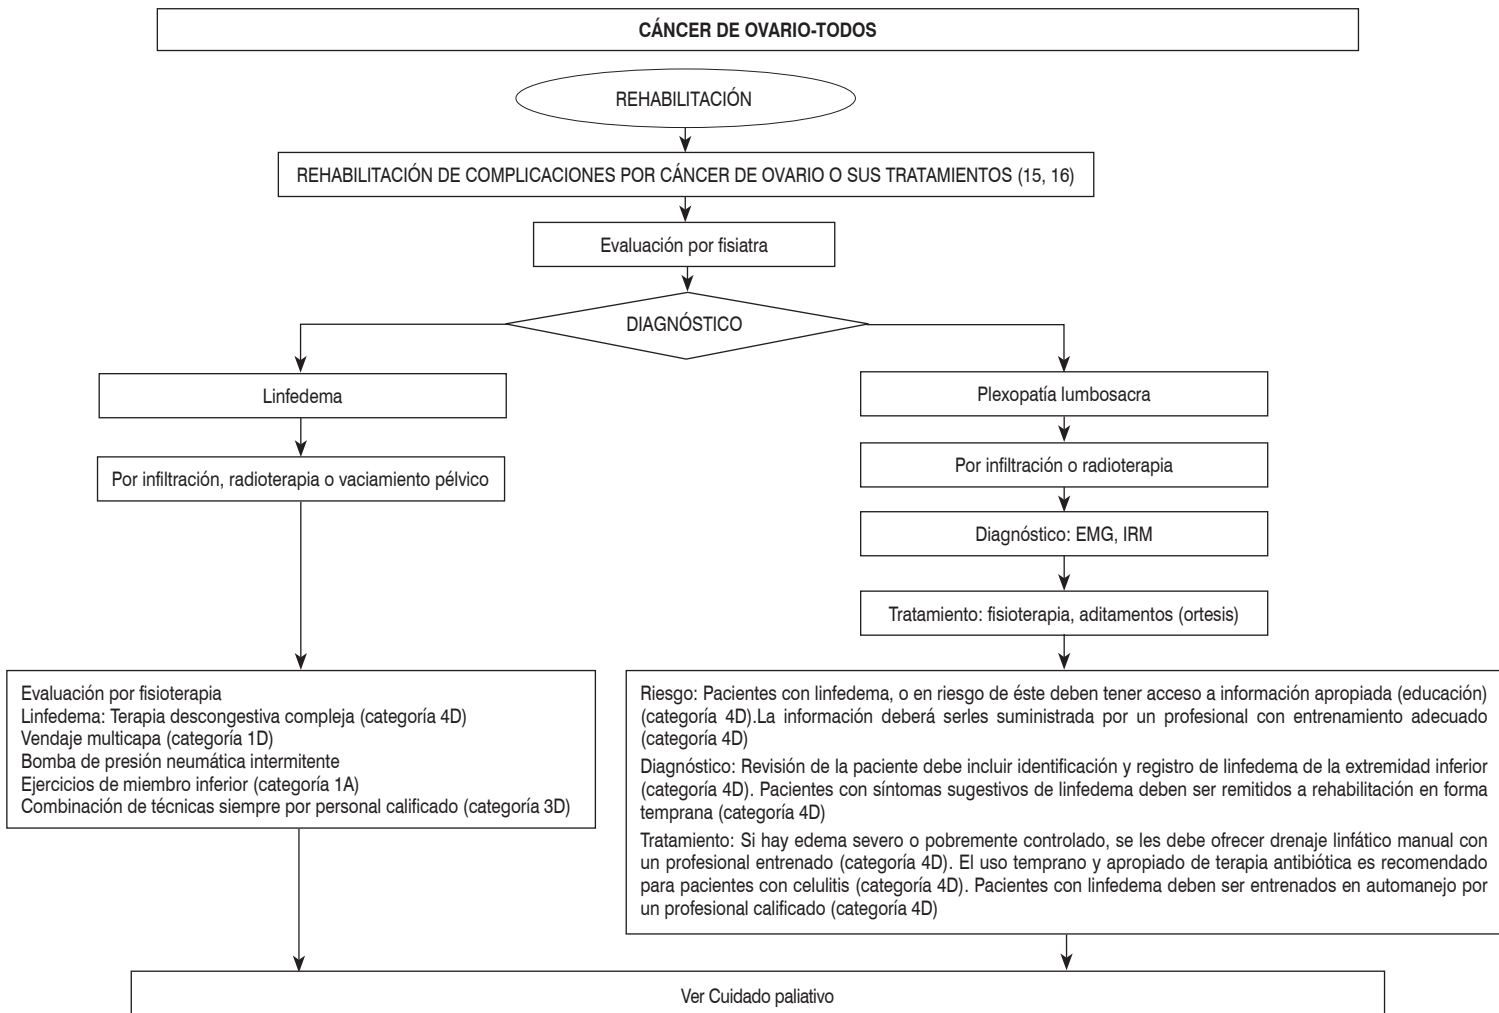 CÁNCER DE OVARIO-TODOS
REHABILITACIÓN
REHABILITACIÓN DE COMPLICACIONES POR CÁNCER DE OVARIO O SUS TRATAMIENTOS (15, 16)
Evaluación por fisiatra
DIAGNÓSTICO
Linfedema
Por infiltración, radioterapia o vaciamiento pélvico
Evaluación por fisioterapia
Linfedema: Terapia descongestiva compleja (categoría 4D)
Vendaje multicapa (categoría 1D)
Bomba de presión neumática intermitente
Ejercicios de miembro inferior (categoría 1A)
Combinación de técnicas siempre por personal calificado (categoría 3D)
Plexopatía lumbosacra
Por infiltración o radioterapia
Diagnóstico: EMG, IRM
Tratamiento: fisioterapia, aditamentos (ortesis)
Riesgo: Pacientes con linfedema, o en riesgo de éste deben tener acceso a información apropiada (educación)
(categoría 4D).La información deberá serles suministrada por un profesional con entrenamiento adecuado
(categoría 4D)
Diagnóstico: Revisión de la paciente debe incluir identificación y registro de linfedema de la extremidad inferior
(categoría 4D). Pacientes con síntomas sugestivos de linfedema deben ser remitidos a rehabilitación en forma
temprana (categoría 4D)
Tratamiento: Si hay edema severo o pobremente controlado, se les debe ofrecer drenaje linfático manual con
un profesional entrenado (categoría 4D). El uso temprano y apropiado de terapia antibiótica es recomendado
para pacientes con celulitis (categoría 4D). Pacientes con linfedema deben ser entrenados en automanejo por
un profesional calificado (categoría 4D)
Ver Cuidado paliativo